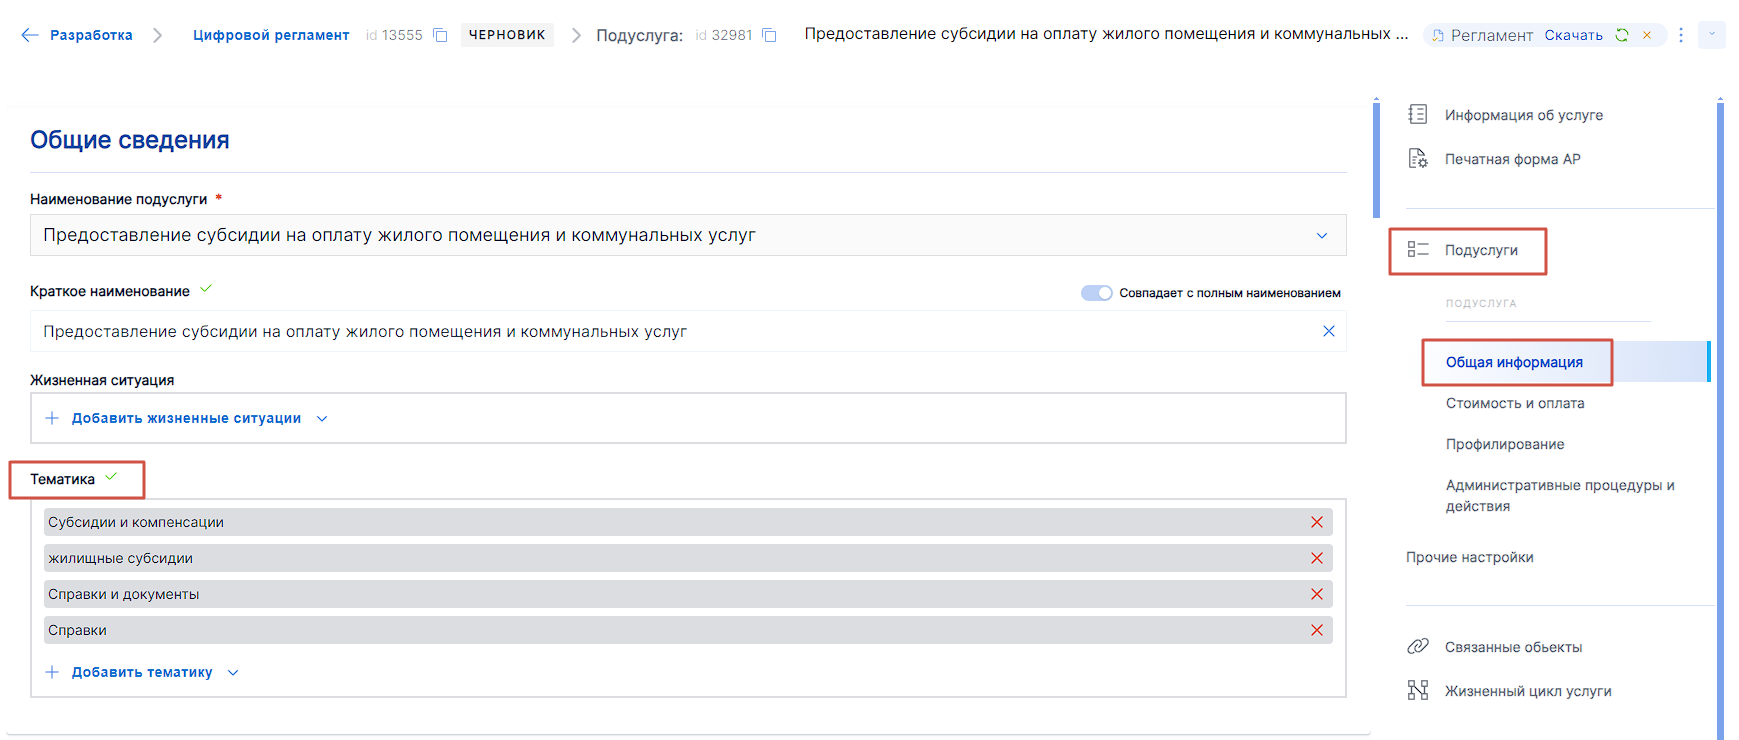 Разработка
Цифровой регламент id 13555 ЧЕРНОВИК
Подуслуга: id 32981
Предоставление субсидии на оплату жилого помещения и коммунальных ...
Регламент Скачать
Общие сведения
Наименование подуслуги *
Предоставление субсидии на оплату жилого помещения и коммунальных услуг
Краткое наименование
Совпадает с полным наименованием
Предоставление субсидии на оплату жилого помещения и коммунальных услуг
Жизненная ситуация
Добавить жизненные ситуации
Тематика
Субсидии и компенсации
жилищные субсидии
Справки и документы
Справки
Добавить тематику
Информация об услуге
Печатная форма АР
Подуслуги
ПОДУСЛУГА
Общая информация
Стоимость и оплата
Профилирование
Административные процедуры и
действия
Прочие настройки
Связанные обьекты
Жизненный цикл услуги